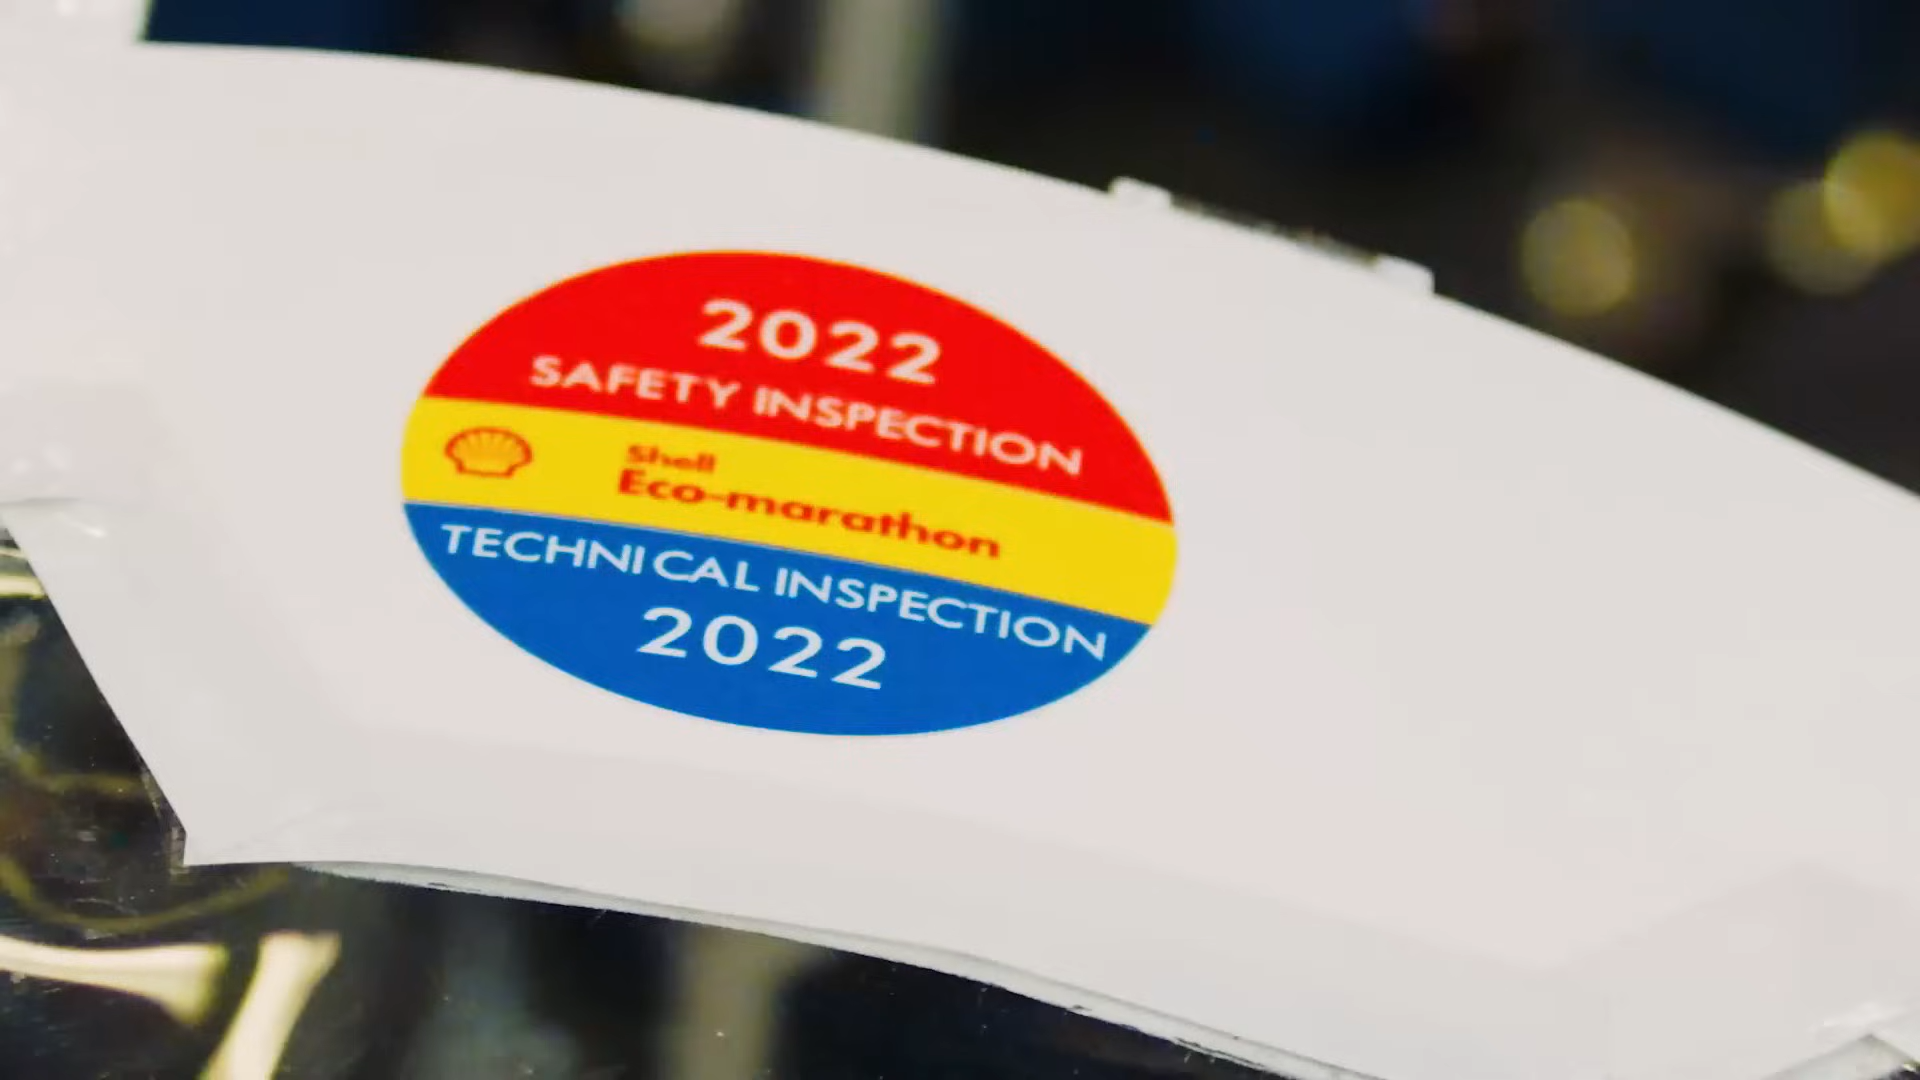 2022
SAFETY INSPECTION
Shell
Eco-marathon
TECHNICAL INSPECTION
2022